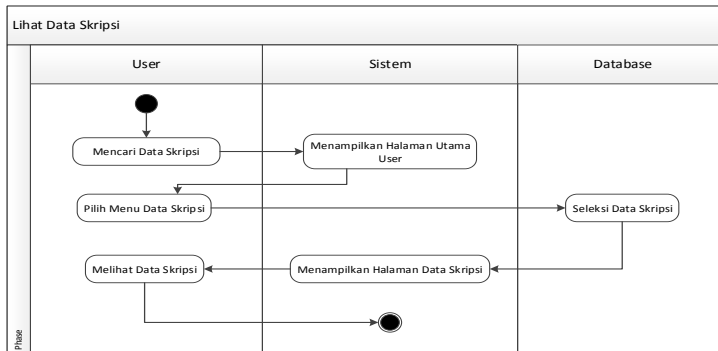 Lihat Data Skripsi
User
Sistem
Database
Mencari Data Skripsi
Menampilkan Halaman Utama
User
Pilih Menu Data Skripsi
Seleksi Data Skripsi
Melihat Data Skripsi
Menampilkan Halaman Data Skripsi
Phase